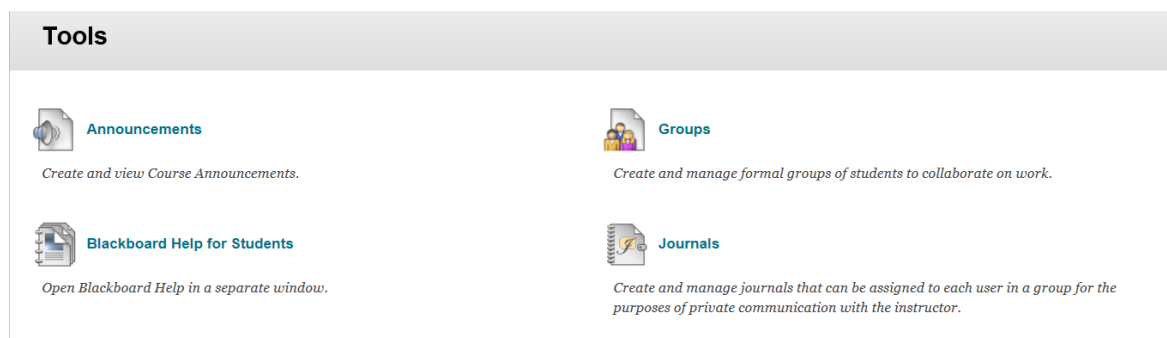 Tools
Announcements
Create and view Course Announcements.
Groups
Create and manage formal groups of students to collaborate on work.
Blackboard Help for Students
Open Blackboard Help in a separate window.
Journals
Create and manage journals that can be assigned to each user in a group for the
purposes of private communication with the instructor.